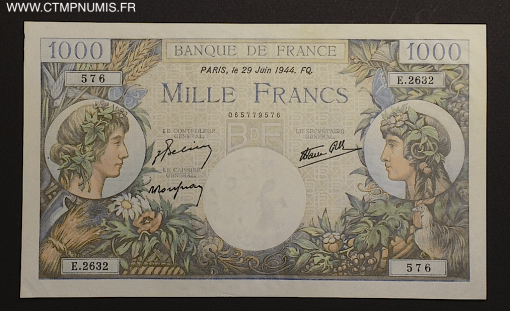 WWW.CTMPNUMIS.FR
1000 BANQUE DE FRANCE 1000
576 PARIS, le 29 Juin 1944. FQ. E.2632
MILLE FRANCS
065779576
LE CONTRÔLEUR GÉNÉRAL, LE SECRÉTAIRE GÉNÉRAL,
LE CAISSIER GÉNÉRAL,
E.2632 576